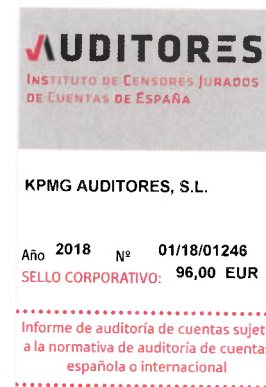 AUDITORES
INSTITUTO DE CENSORES JURADOS
DE CUENTAS DE ESPAÑA
KPMG AUDITORES, S.L.
Año 2018 Nº 01/18/01246
SELLO CORPORATIVO: 96,00 EUR
Informe de auditoría de cuentas sujet
a la normativa de auditoría de cuenta
española o internacional